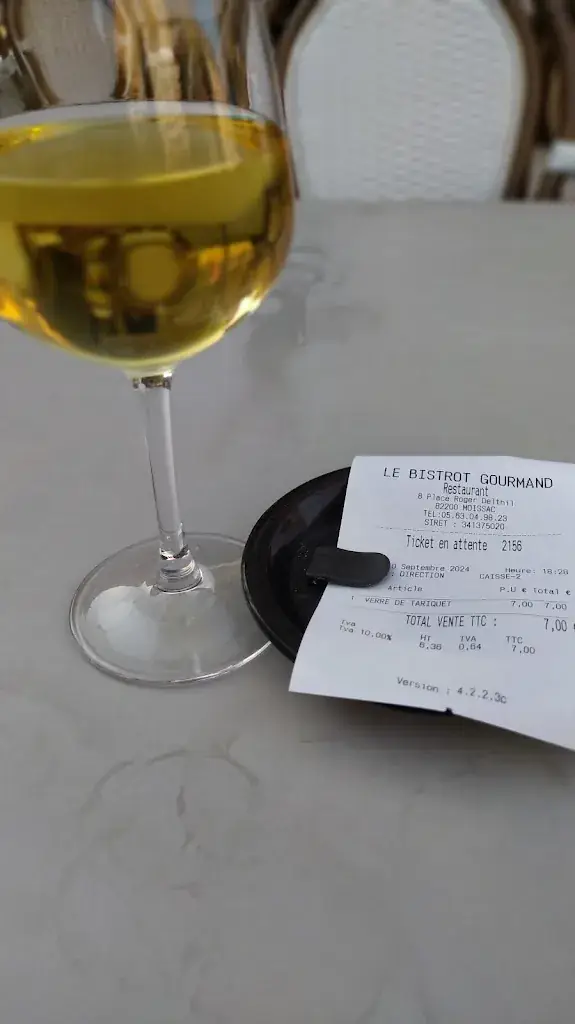 LE BISTROT GOURMAND
Restaurant
8 Place Roger Delthil
82200 MOISSAC
TEL:05.63.04.98.23
SIRET : 341375020
Ticket en attente 2156
0 Septembre 2024 Heure: 18:28
: DIRECTION CAISSE-2
Article P.U € Total €
1 VERRE DE TARIQUET 7,00 7,00
TOTAL VENTE TTC : 7,00 €
Tva HT TVA TTC
Tva 10.00% 6,36 0,64 7,00
Version : 4.2.2.3c